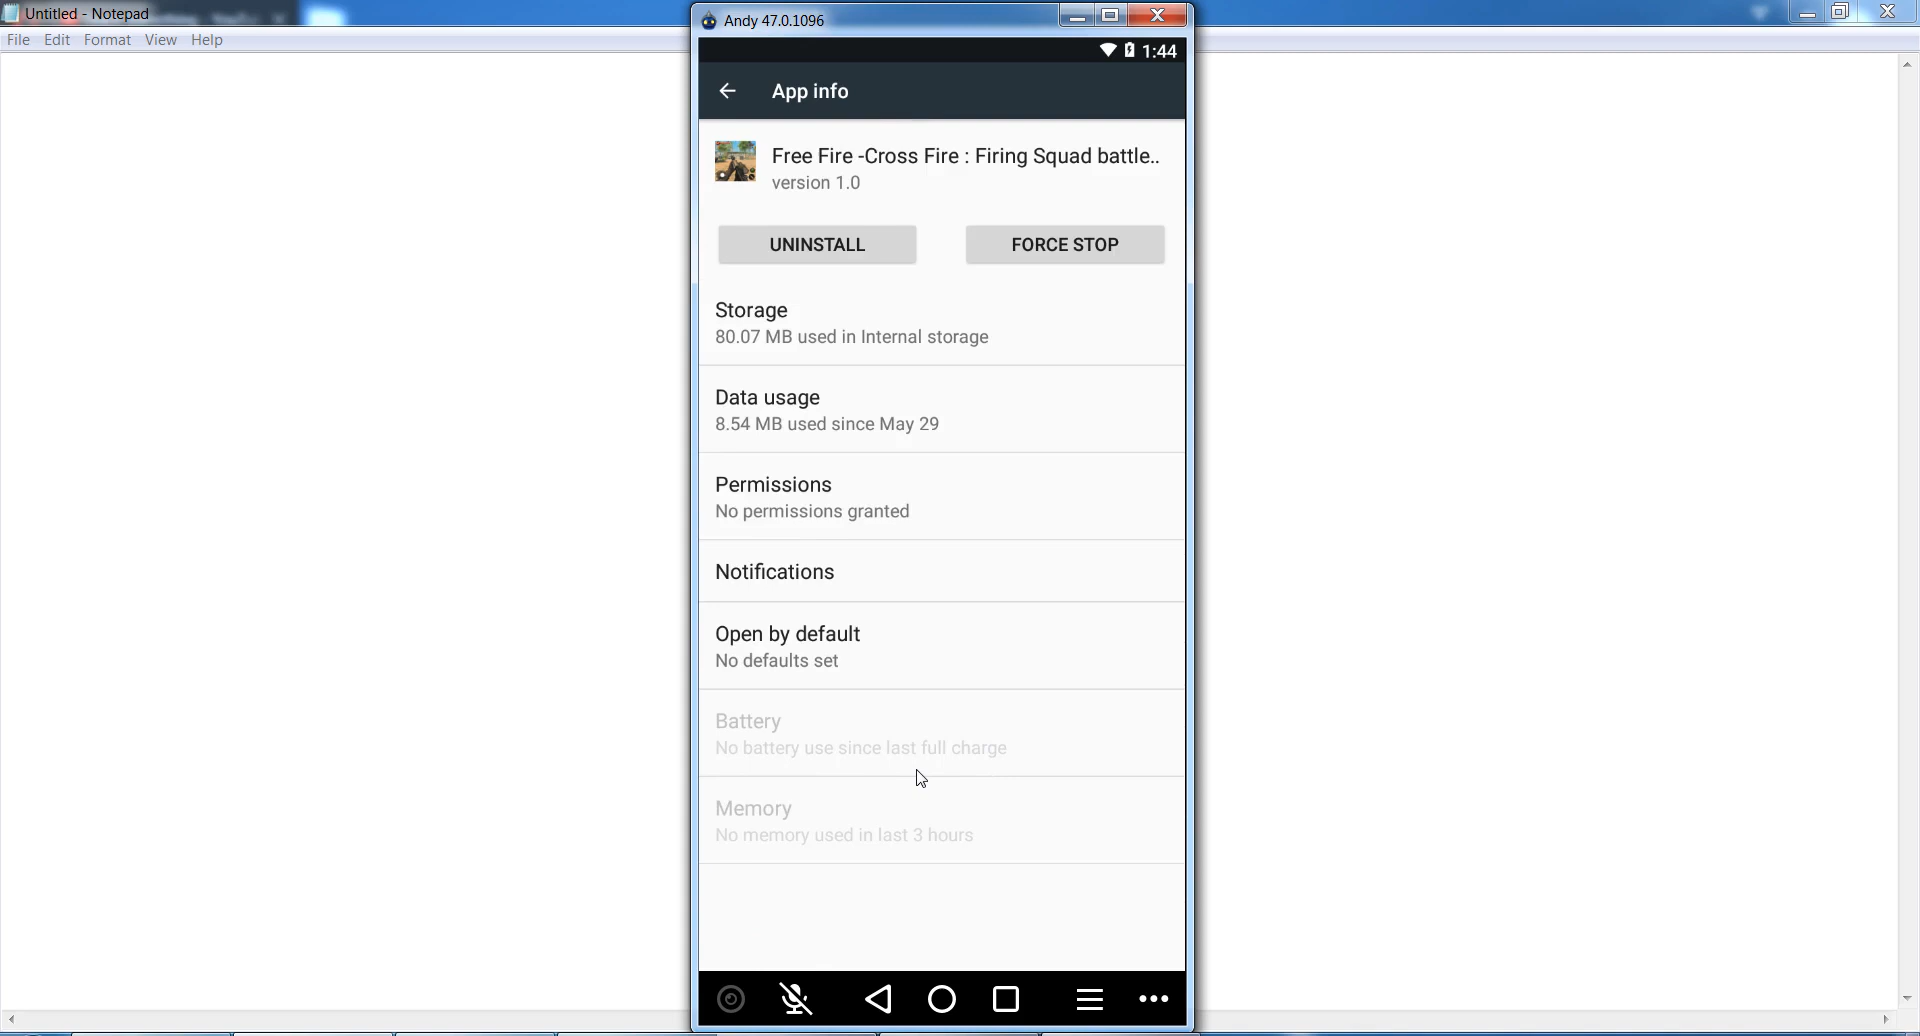 Untitled - Notepad
File Edit Format View Help
Andy 47.0.1096
1:44
App info
Free Fire -Cross Fire : Firing Squad battle..
version 1.0
UNINSTALL FORCE STOP
Storage
80.07 MB used in Internal storage
Data usage
8.54 MB used since May 29
Permissions
No permissions granted
Notifications
Open by default
No defaults set
Battery
No battery use since last full charge
Memory
No memory used in last 3 hours